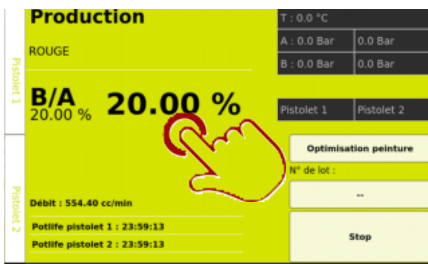 Production
ROUGE
B/A
20.00 %
20.00 %
Débit : 554.40 cc/min
Potlife pistolet 1 : 23:59:13
Potlife pistolet 2 : 23:59:13
Pistolet 1
Pistolet 2
T : 0.0 °C
A : 0.0 Bar
0.0 Bar
B : 0.0 Bar
0.0 Bar
Pistolet 1
Pistolet 2
Optimisation peinture
N° de lot :
--
Stop